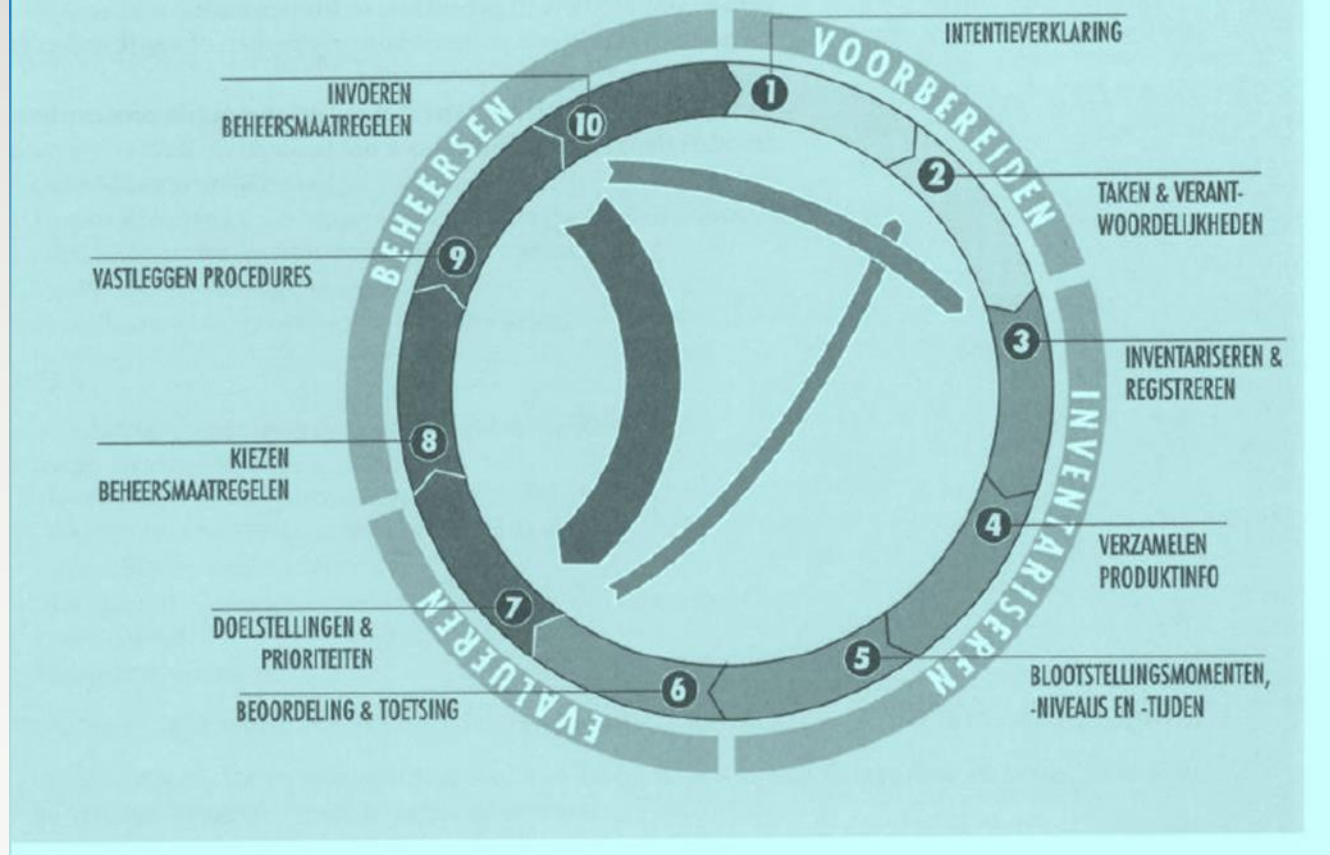 INTENTIEVERKLARING
VOORBEREIDEN
1
2
TAKEN & VERANT-
WOORDELIJKHEDEN
3
INVENTARISEREN &
REGISTREREN
INVENTARISEREN
4
VERZAMELEN
PRODUKTINFO
5
BLOOTSTELLINGSMOMENTEN,
-NIVEAUS EN -TIJDEN
6
BEOORDELING & TOETSING
EVALUEREN
7
DOELSTELLINGEN &
PRIORITEITEN
8
KIEZEN
BEHEERSMAATREGELEN
9
VASTLEGGEN PROCEDURES
BEHEERSEN
10
INVOEREN
BEHEERSMAATREGELEN